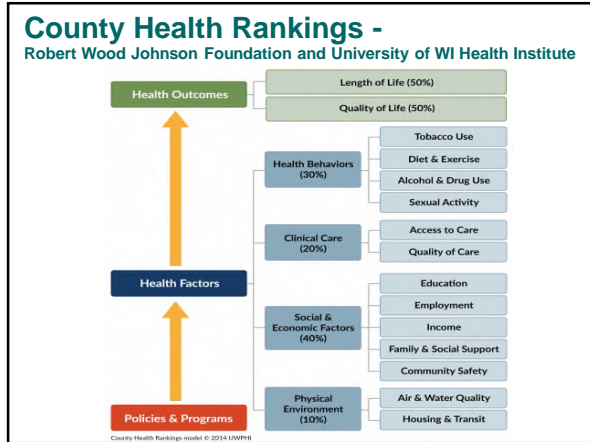 County Health Rankings -
Robert Wood Johnson Foundation and University of WI Health Institute
Health Outcomes
Length of Life (50%)
Quality of Life (50%)
Health Factors
Health Behaviors
(30%)
Tobacco Use
Diet & Exercise
Alcohol & Drug Use
Sexual Activity
Clinical Care
(20%)
Access to Care
Quality of Care
Social &
Economic Factors
(40%)
Education
Employment
Income
Family & Social Support
Community Safety
Physical
Environment
(10%)
Air & Water Quality
Housing & Transit
Policies & Programs
County Health Rankings model © 2014 UWPHI